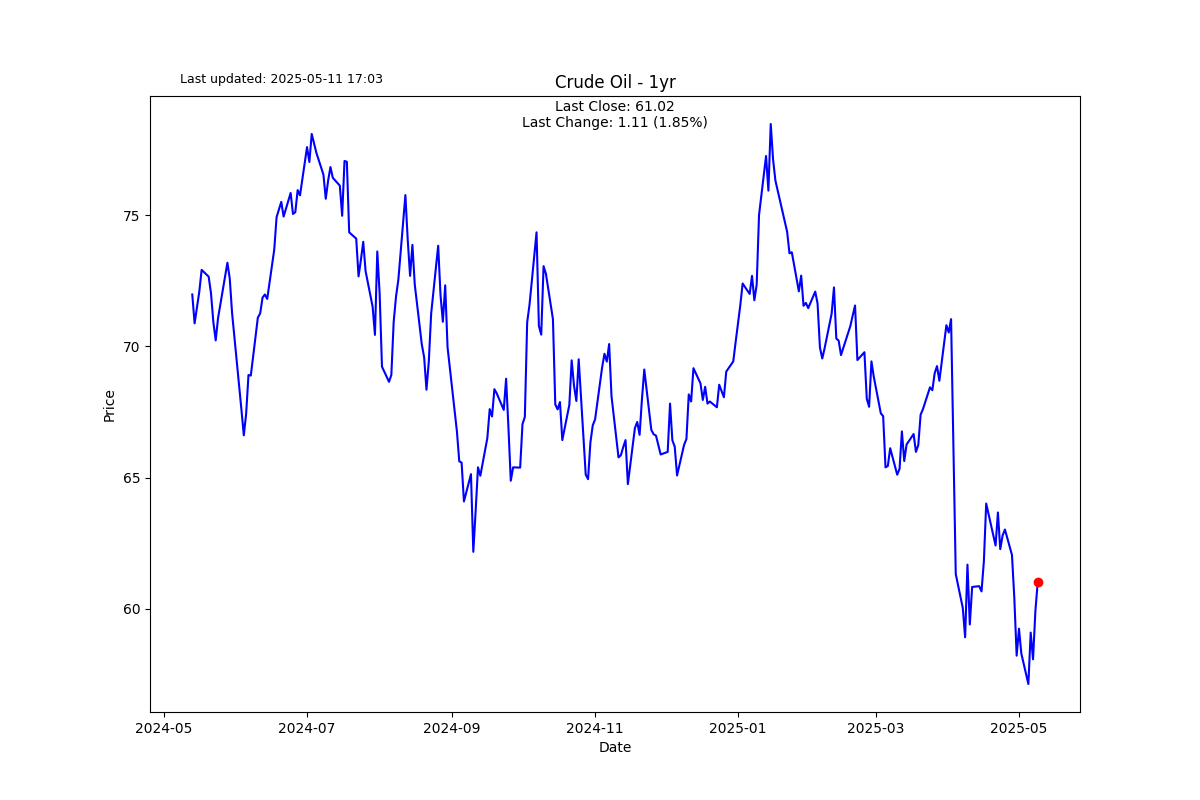 Last updated: 2025-05-11 17:03
Crude Oil - 1yr
Last Close: 61.02
Last Change: 1.11 (1.85%)
Price
75
70
65
60
2024-05
2024-07
2024-09
2024-11
2025-01
2025-03
2025-05
Date